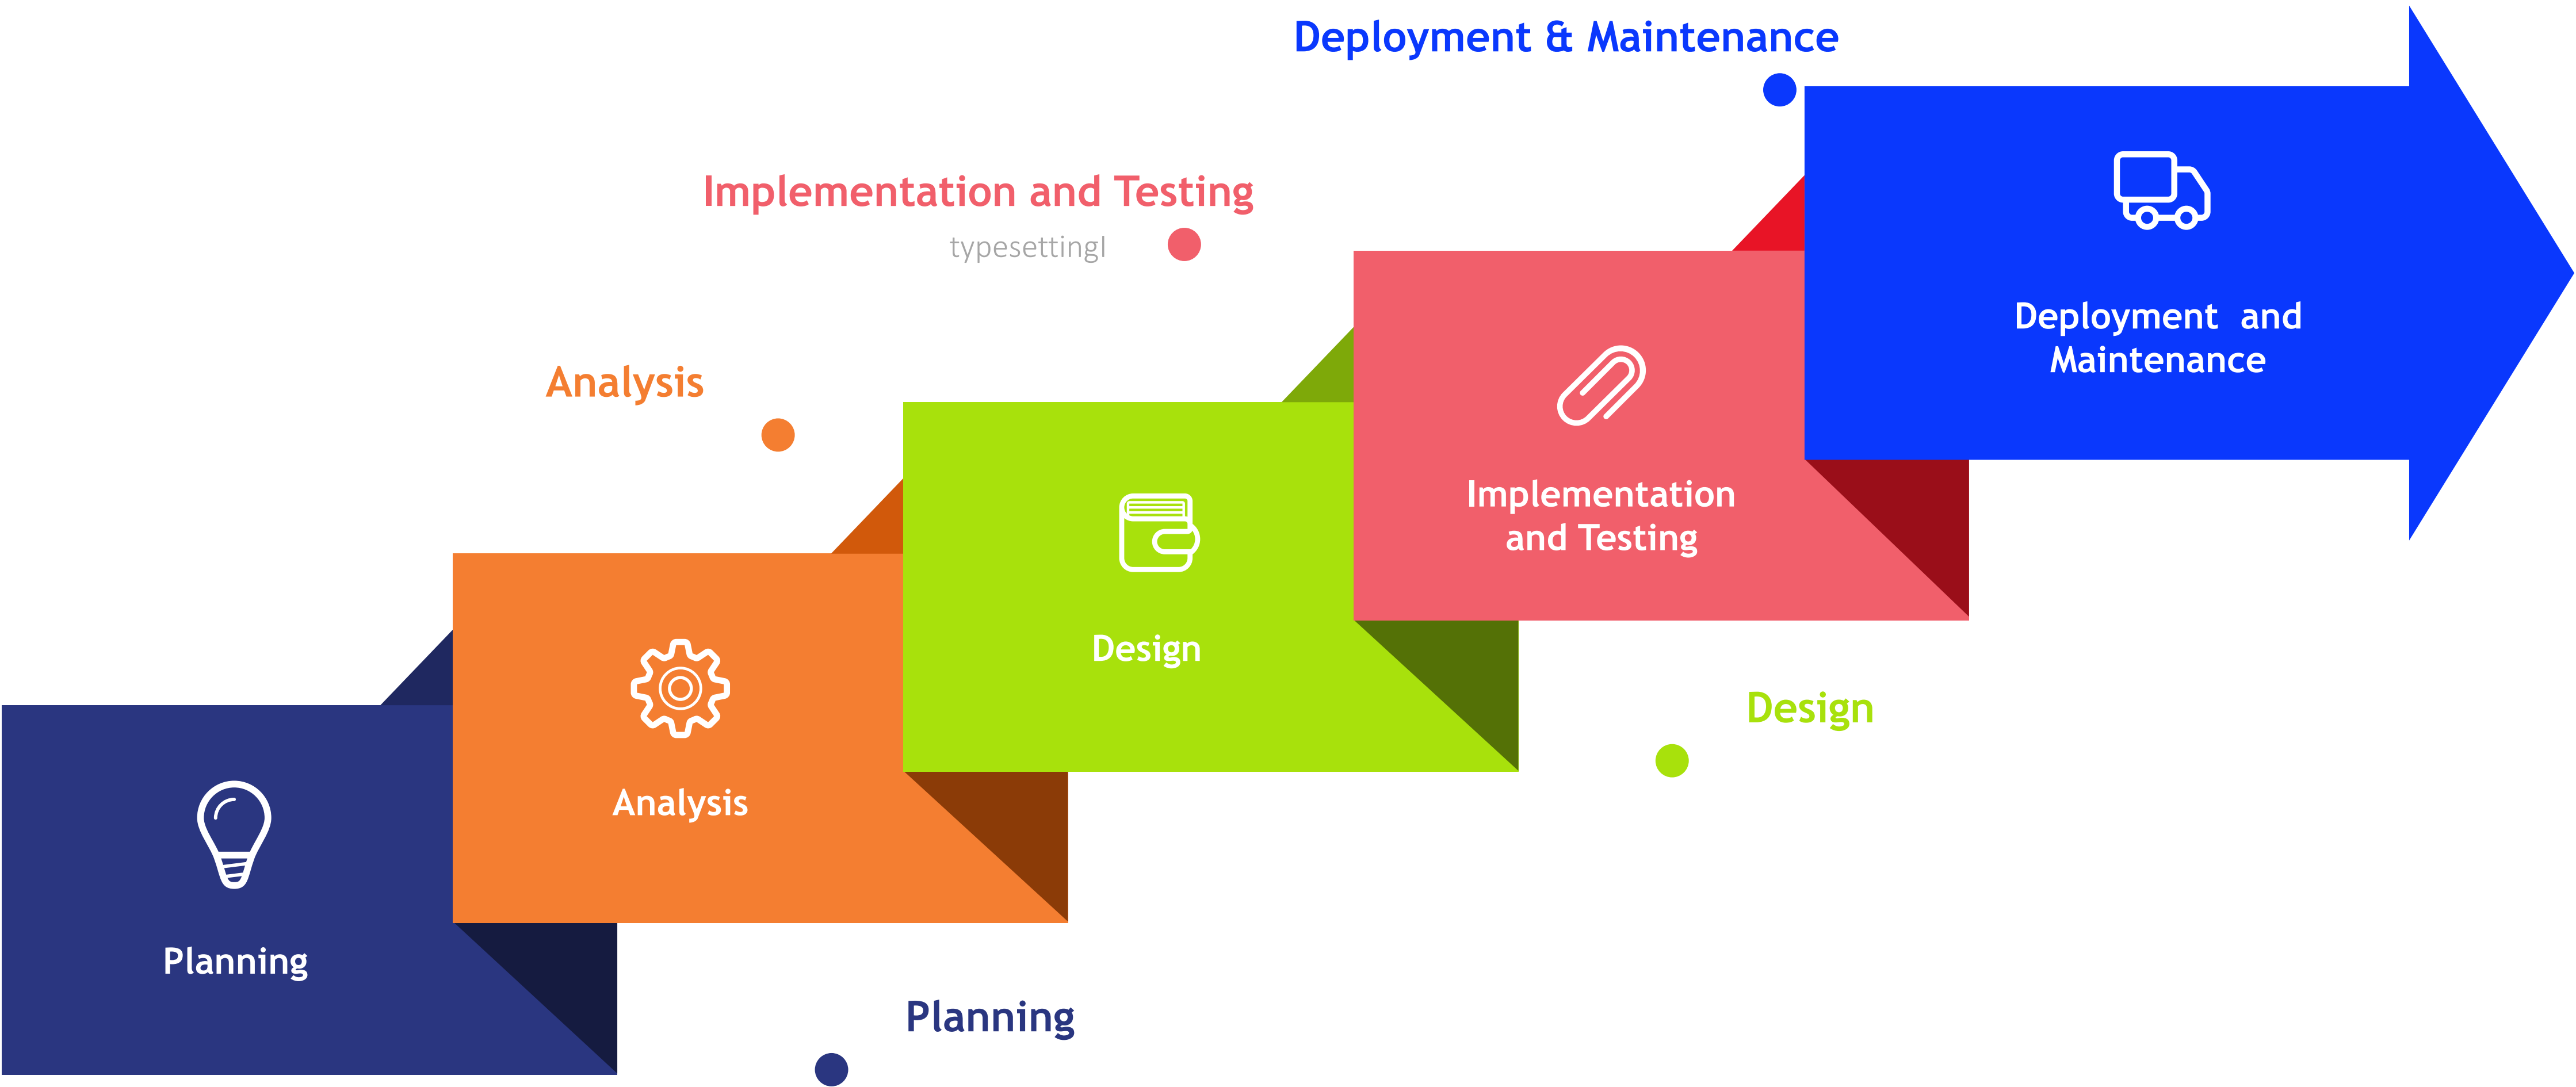 Deployment & Maintenance
Implementation and Testing
typesettingl
Deployment  and
Maintenance
Analysis
Implementation
and Testing
Design
Design
Analysis
Planning
Planning